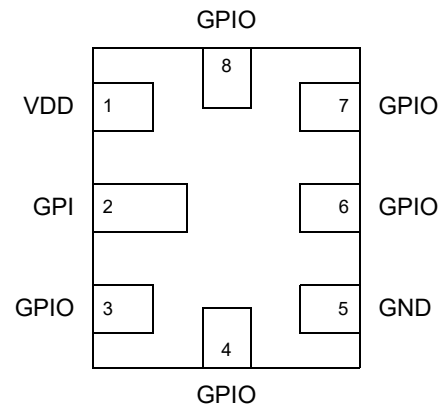 GPIO
8
VDD 1 7 GPIO
GPI 2 6 GPIO
GPIO 3 5 GND
4
GPIO